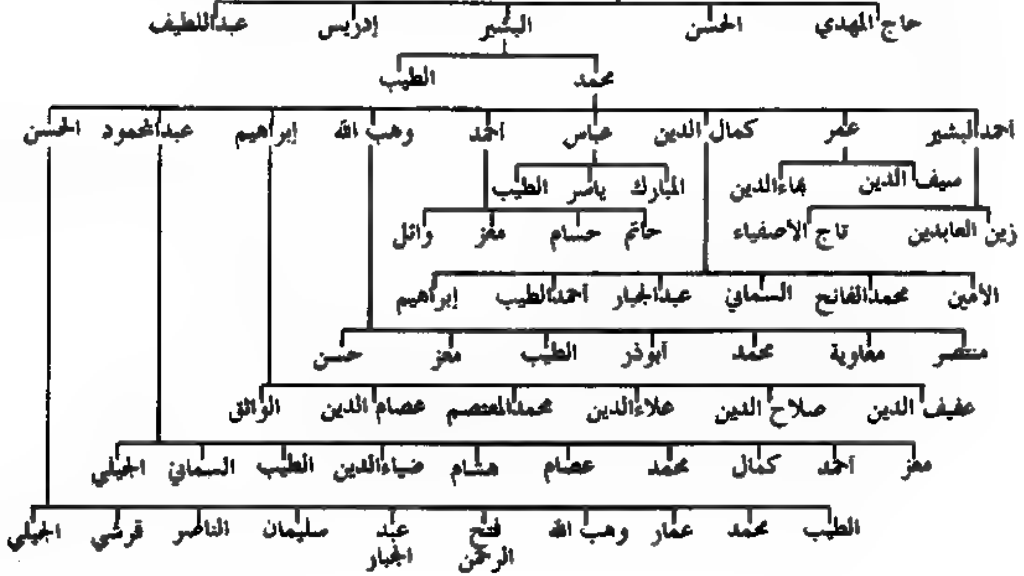 حاج المهدي الحسن البشير إدريس عبداللطيف
محمد الطيب
أحمدالبشير عمر كمال الدين عباس أحمد وهب الله إبراهيم عبدالمحمود الحسن
سيف الدين بهاءالدين المبارك ياسر الطيب
زين العابدين تاج الأصفياء حاتم حسام معز وائل
الأمين محمدالفاتح السماني عبدالجبار أحمدالطيب إبراهيم
منتصر معاوية محمد أبوذر الطيب معز حسن
عفيف الدين صلاح الدين علاءالدين محمدالمعتصم عصام الدين الواثق
معز أحمد كمال محمد عصام هشام ضياءالدين الطيب السماني الجيلي
الطيب محمد عمار وهب الله فتح عبد سليمان الناصر قرشي الجيلي
الرحمن الجبار